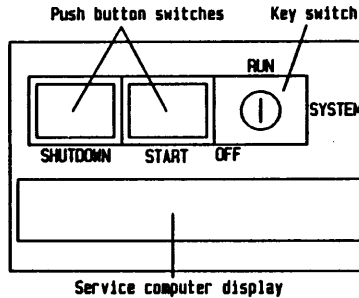 Push button switches Key switch
RUN
SYSTEM
SHUTDOWN START OFF
Service computer display